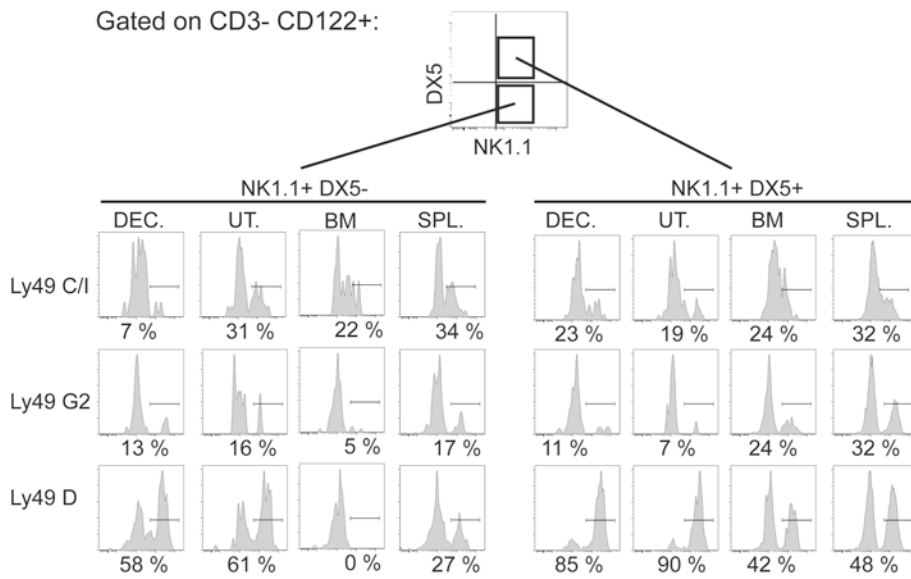 Gated on CD3- CD122+:
DX5
NK1.1
NK1.1+ DX5- NK1.1+ DX5+
DEC. UT. BM SPL. DEC. UT. BM SPL.
Ly49 C/I
7 % 31 % 22 % 34 % 23 % 19 % 24 % 32 %
Ly49 G2
13 % 16 % 5 % 17 % 11 % 7 % 24 % 32 %
Ly49 D
58 % 61 % 0 % 27 % 85 % 90 % 42 % 48 %